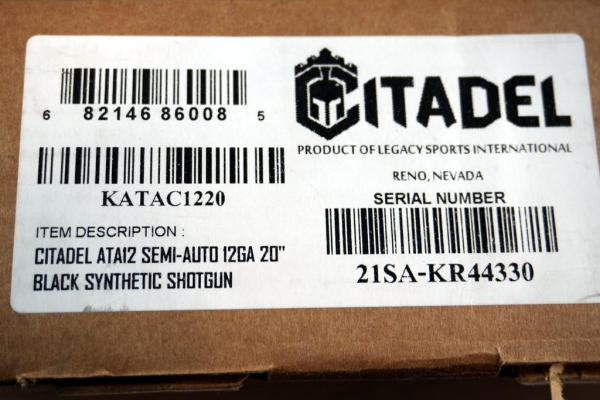 6 82146 86008 5
KATAC1220
ITEM DESCRIPTION :
CITADEL ATA12 SEMI-AUTO 12GA 20"
BLACK SYNTHETIC SHOTGUN
CITADEL
PRODUCT OF LEGACY SPORTS INTERNATIONAL
RENO, NEVADA
SERIAL NUMBER
21SA-KR44330